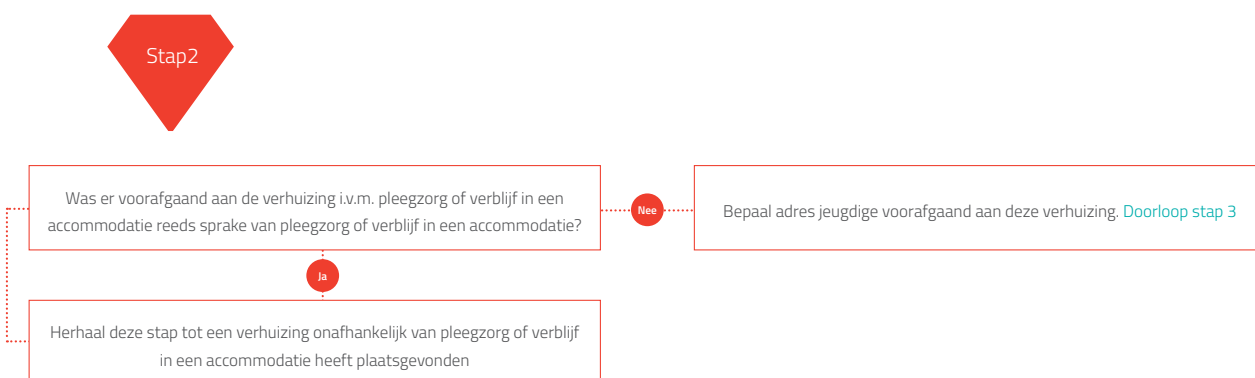 Stap2
Was er voorafgaand aan de verhuizing i.v.m. pleegzorg of verblijf in een
accommodatie reeds sprake van pleegzorg of verblijf in een accommodatie?
Nee
Bepaal adres jeugdige voorafgaand aan deze verhuizing. Doorloop stap 3
Ja
Herhaal deze stap tot een verhuizing onafhankelijk van pleegzorg of verblijf
in een accommodatie heeft plaatsgevonden